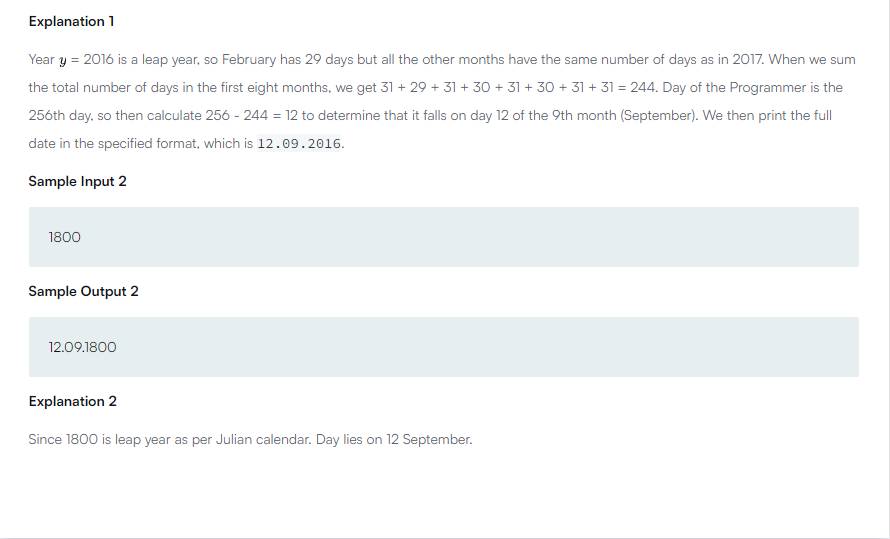 Explanation 1
Year y = 2016 is a leap year, so February has 29 days but all the other months have the same number of days as in 2017. When we sum
the total number of days in the first eight months, we get 31 + 29 + 31 + 30 + 31 + 30 + 31 + 31 = 244. Day of the Programmer is the
256th day, so then calculate 256 - 244 = 12 to determine that it falls on day 12 of the 9th month (September). We then print the full
date in the specified format, which is 12.09.2016.
Sample Input 2
1800
Sample Output 2
12.09.1800
Explanation 2
Since 1800 is leap year as per Julian calendar. Day lies on 12 September.